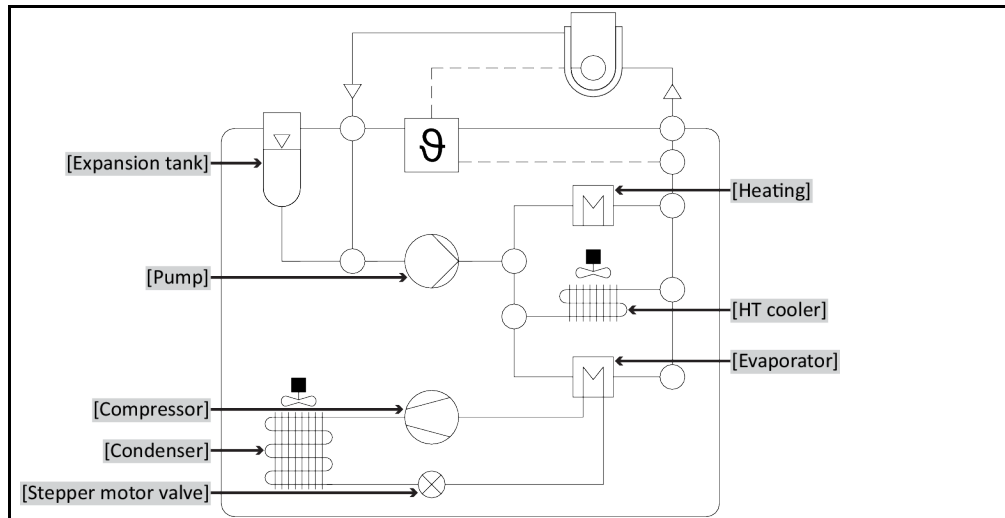 ϑ
[Expansion tank]
[Heating]
[Pump]
[HT cooler]
[Evaporator]
[Compressor]
[Condenser]
[Stepper motor valve]